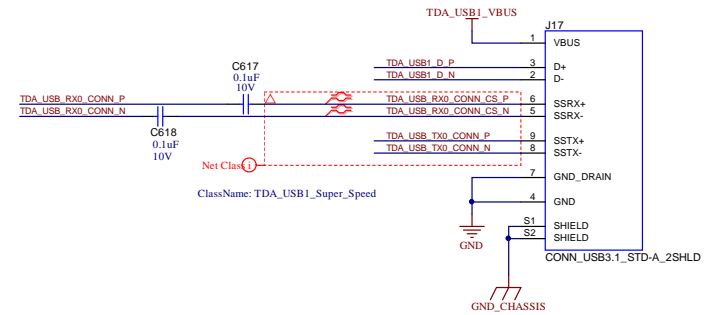 TDA_USB1_VBUS
J17
1
VBUS
C617
0.1uF
10V
TDA_USB1_D_P
3
D+
TDA_USB1_D_N
2
D-
TDA_USB_RX0_CONN_P
TDA_USB_RX0_CONN_CS_P
6
SSRX+
TDA_USB_RX0_CONN_N
TDA_USB_RX0_CONN_CS_N
5
SSRX-
C618
0.1uF
10V
TDA_USB_TX0_CONN_P
9
SSTX+
TDA_USB_TX0_CONN_N
8
SSTX-
Net Class i
7
GND_DRAIN
ClassName: TDA_USB1_Super_Speed
4
GND
S1
SHIELD
S2
SHIELD
GND
CONN_USB3.1_STD-A_2SHLD
GND_CHASSIS